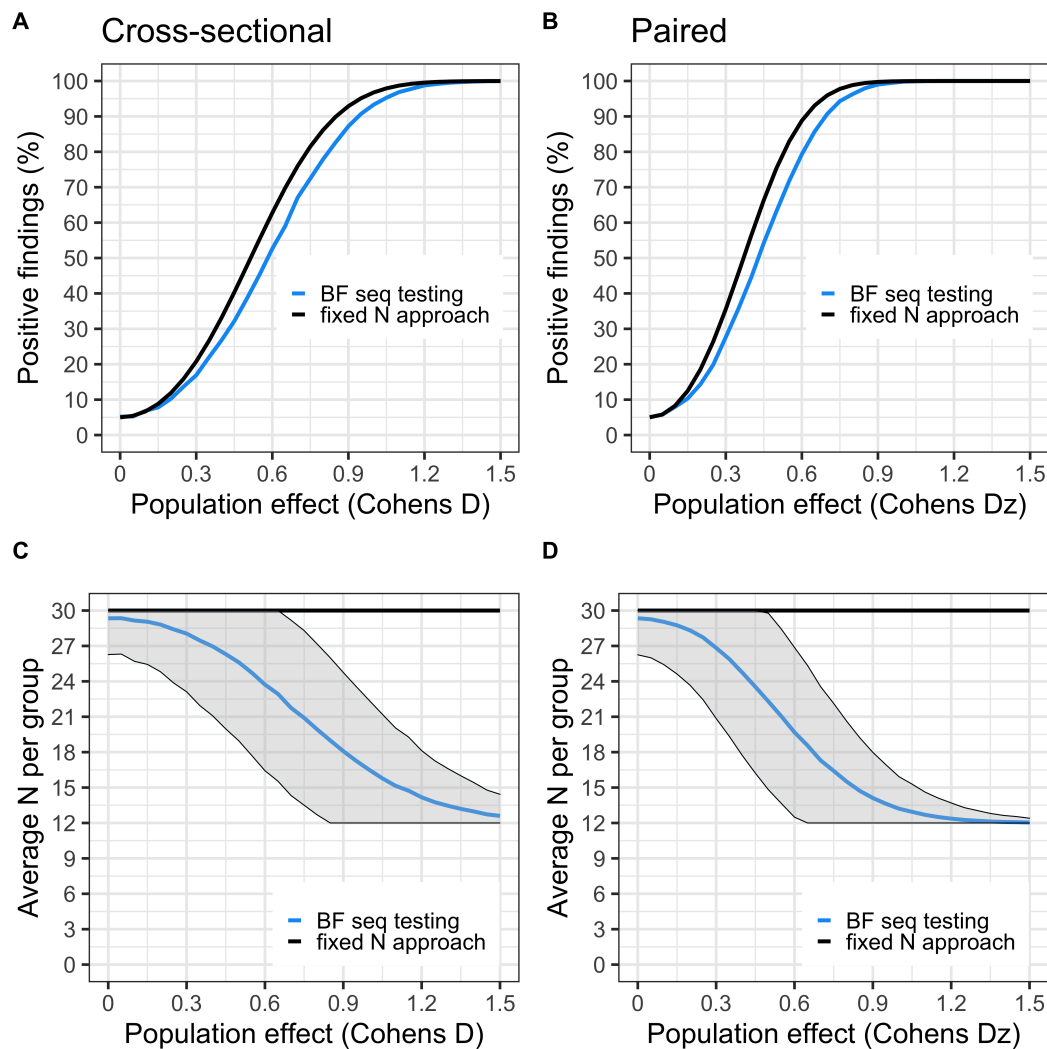 A
Cross-sectional
Positive findings (%)
100
90
80
70
60
50
40
30
20
10
0
BF seq testing
fixed N approach
0 0.3 0.6 0.9 1.2 1.5
Population effect (Cohens D)
B
Paired
Positive findings (%)
100
90
80
70
60
50
40
30
20
10
0
BF seq testing
fixed N approach
0 0.3 0.6 0.9 1.2 1.5
Population effect (Cohens Dz)
C
Average N per group
30
27
24
21
18
15
12
9
6
3
0
BF seq testing
fixed N approach
0 0.3 0.6 0.9 1.2 1.5
Population effect (Cohens D)
D
Average N per group
30
27
24
21
18
15
12
9
6
3
0
BF seq testing
fixed N approach
0 0.3 0.6 0.9 1.2 1.5
Population effect (Cohens Dz)